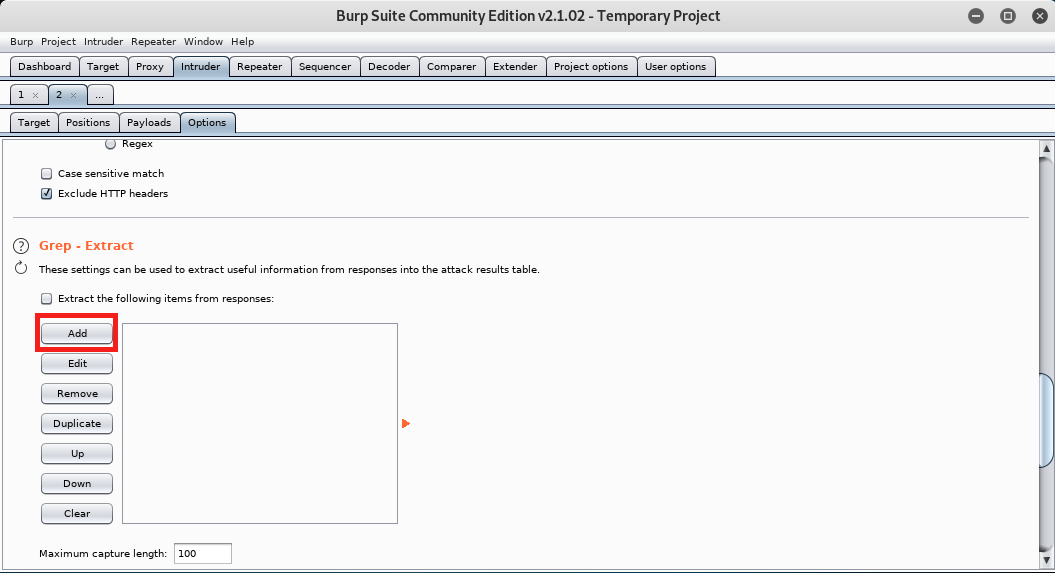 Burp Suite Community Edition v2.1.02 - Temporary Project
Burp Project Intruder Repeater Window Help
Dashboard Target Proxy Intruder Repeater Sequencer Decoder Comparer Extender Project options User options
1 × 2 × ...
Target Positions Payloads Options
Regex
Case sensitive match
Exclude HTTP headers
? Grep - Extract
These settings can be used to extract useful information from responses into the attack results table.
Extract the following items from responses:
Add
Edit
Remove
Duplicate
Up
Down
Clear
Maximum capture length: 100